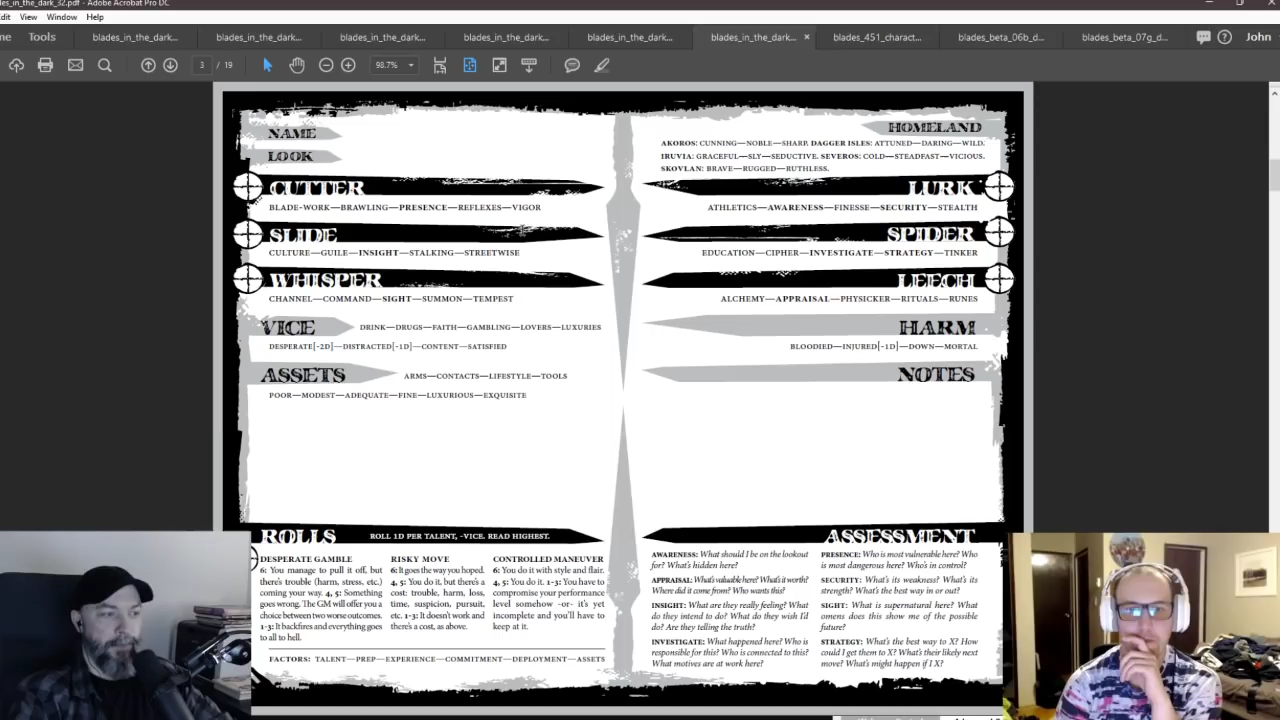 des_in_the_dark_32.pdf - Adobe Acrobat Pro DC
Edit View Window Help
me Tools blades_in_the_dark... blades_in_the_dark... blades_in_the_dark... blades_in_the_dark... blades_in_the_dark... blades_in_the_dark... × blades_451_charact... blades_beta_06b_d... blades_beta_07g_d... John
3 / 19 98.7%
NAME
LOOK
HOMELAND
AKOROS: CUNNING—NOBLE—SHARP. DAGGER ISLES: ATTUNED—DARING—WILD.
IRUVIA: GRACEFUL—SLY—SEDUCTIVE. SEVEROS: COLD—STEADFAST—VICIOUS.
SKOVLAN: BRAVE—RUGGED—RUTHLESS.
CUTTER
BLADE-WORK—BRAWLING—PRESENCE—REFLEXES—VIGOR
LURK
ATHLETICS—AWARENESS—FINESSE—SECURITY—STEALTH
SLIDE
CULTURE—GUILE—INSIGHT—STALKING—STREETWISE
SPIDER
EDUCATION—CIPHER—INVESTIGATE—STRATEGY—TINKER
WHISPER
CHANNEL—COMMAND—SIGHT—SUMMON—TEMPEST
LEECH
ALCHEMY—APPRAISAL—PHYSICKER—RITUALS—RUNES
VICE DRINK—DRUGS—FAITH—GAMBLING—LOVERS—LUXURIES
DESPERATE[-2D]—DISTRACTED[-1D]—CONTENT—SATISFIED
HARM
BLOODIED—INJURED[-1D]—DOWN—MORTAL
ASSETS ARMS—CONTACTS—LIFESTYLE—TOOLS
POOR—MODEST—ADEQUATE—FINE—LUXURIOUS—EXQUISITE
NOTES
ROLLS ROLL 1D PER TALENT, -VICE. READ HIGHEST.
DESPERATE GAMBLE
6: You manage to pull it off, but
there's trouble (harm, stress, etc.)
coming your way. 4, 5: Something
goes wrong. The GM will offer you a
choice between two worse outcomes.
1-3: It backfires and everything goes
to all to hell.
RISKY MOVE
6: It goes the way you hoped.
4, 5: You do it, but there's a
cost: trouble, harm, loss,
time, suspicion, pursuit,
etc. 1-3: It doesn't work and
there's a cost, as above.
CONTROLLED MANEUVER
6: You do it with style and flair.
4, 5: You do it. 1-3: You have to
compromise your performance
level somehow -or- it's yet
incomplete and you'll have to
keep at it.
FACTORS: TALENT—PREP—EXPERIENCE—COMMITMENT—DEPLOYMENT—ASSETS
ASSESSMENT
AWARENESS: What should I be on the lookout
for? What's hidden here?
APPRAISAL: What's valuable here? What's it worth?
Where did it come from? Who wants this?
INSIGHT: What are they really feeling? What
do they intend to do? What do they wish I'd
do? Are they telling the truth?
INVESTIGATE: What happened here? Who is
responsible for this? Who is connected to this?
What motives are at work here?
PRESENCE: Who is most vulnerable here? Who
is most dangerous here? Who's in control?
SECURITY: What's its weakness? What's its
strength? What's the best way in or out?
SIGHT: What is supernatural here? What
omens does this show me of the possible
future?
STRATEGY: What's the best way to X? How
could I get them to X? What's their likely next
move? What's might happen if I X?